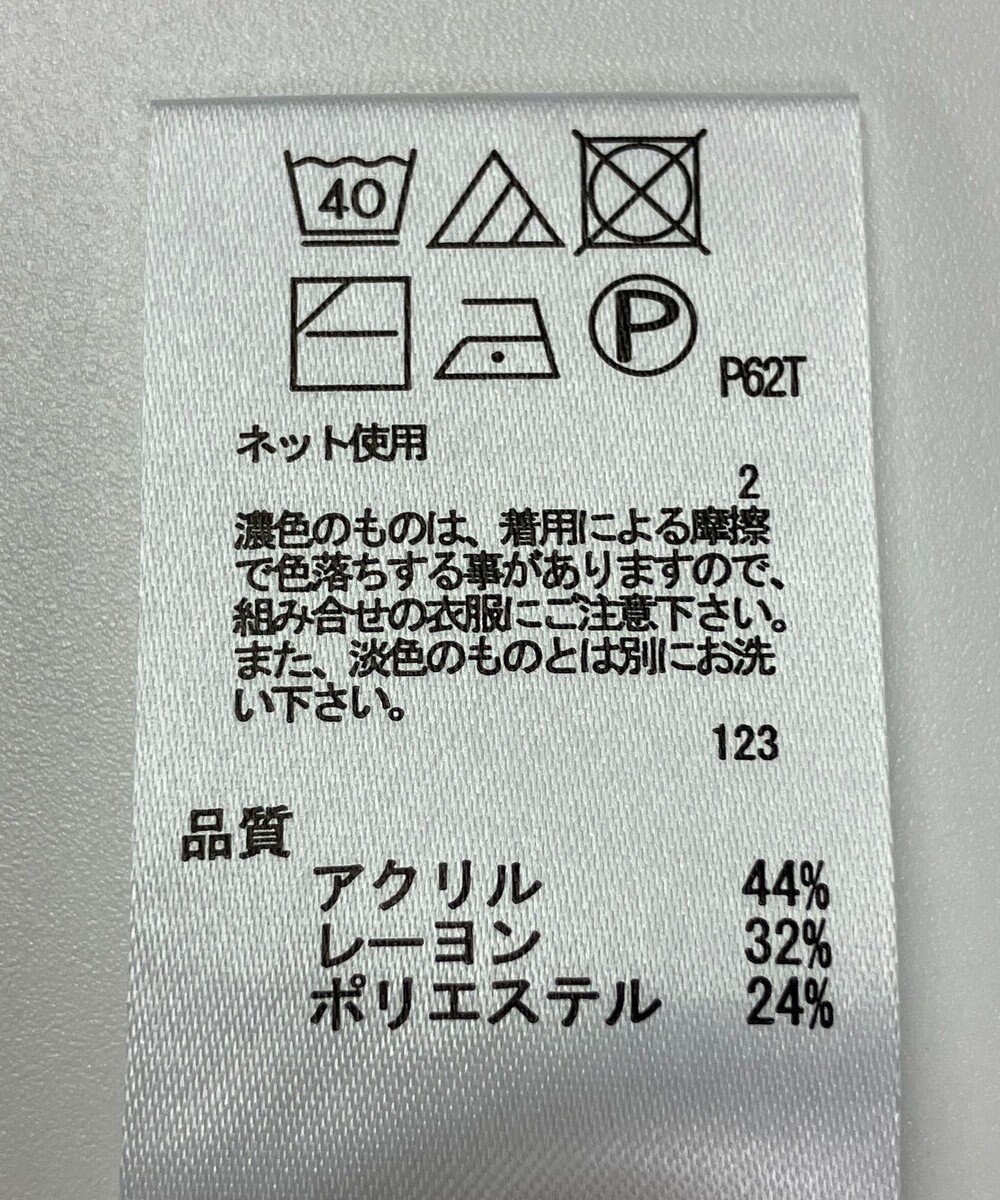 40
P
P62T
ネット使用
2
濃色のものは、着用による摩擦
で色落ちする事がありますので、
組み合せの衣服にご注意下さい。
また、淡色のものとは別にお洗
い下さい。
123
品質
アクリル 44%
レーヨン 32%
ポリエステル 24%